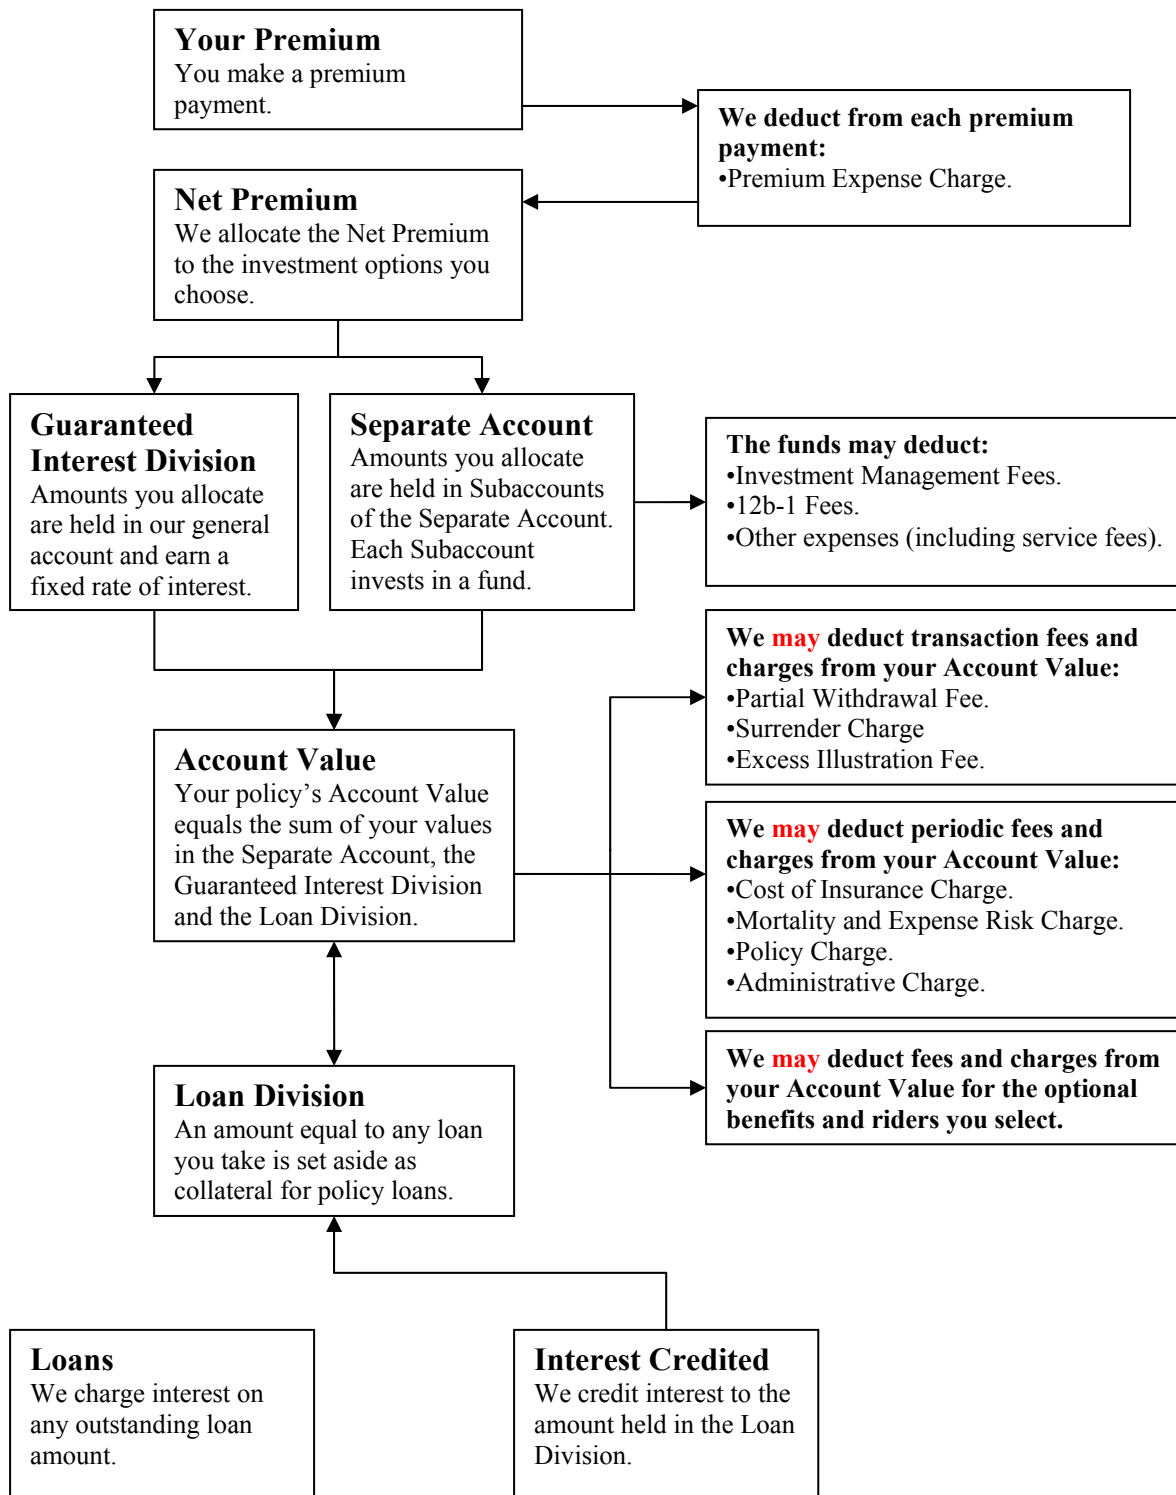 Your Premium
You make a premium
payment.
We deduct from each premium
payment:
•Premium Expense Charge.
Net Premium
We allocate the Net Premium
to the investment options you
choose.
Guaranteed
Interest Division
Amounts you allocate
are held in our general
account and earn a
fixed rate of interest.
Separate Account
Amounts you allocate
are held in Subaccounts
of the Separate Account.
Each Subaccount
invests in a fund.
The funds may deduct:
•Investment Management Fees.
•12b-1 Fees.
•Other expenses (including service fees).
We may deduct transaction fees and
charges from your Account Value:
•Partial Withdrawal Fee.
•Surrender Charge
•Excess Illustration Fee.
Account Value
Your policy’s Account Value
equals the sum of your values
in the Separate Account, the
Guaranteed Interest Division
and the Loan Division.
We may deduct periodic fees and
charges from your Account Value:
•Cost of Insurance Charge.
•Mortality and Expense Risk Charge.
•Policy Charge.
•Administrative Charge.
We may deduct fees and charges from
your Account Value for the optional
benefits and riders you select.
Loan Division
An amount equal to any loan
you take is set aside as
collateral for policy loans.
Loans
We charge interest on
any outstanding loan
amount.
Interest Credited
We credit interest to the
amount held in the Loan
Division.